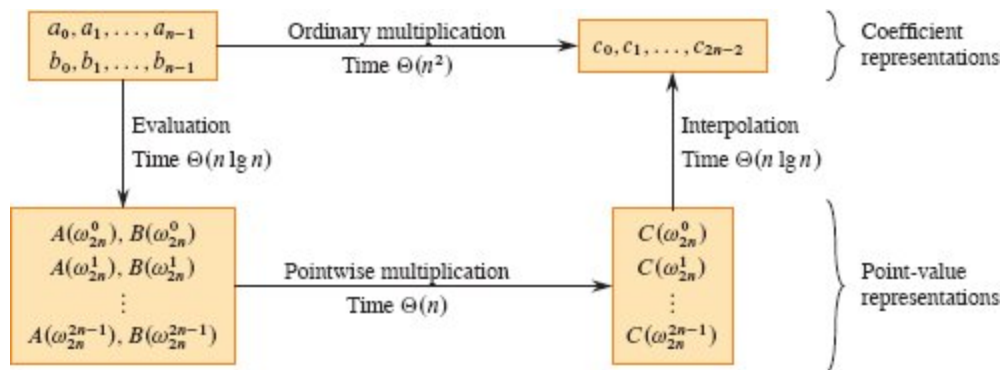 a₀, a₁, . . . , aₙ₋₁
b₀, b₁, . . . , bₙ₋₁
Ordinary multiplication
Time Θ(n²)
c₀, c₁, . . . , c₂ₙ₋₂
Coefficient
representations
Evaluation
Time Θ(n lg n)
Interpolation
Time Θ(n lg n)
A(ω₂ₙ⁰), B(ω₂ₙ⁰)
A(ω₂ₙ¹), B(ω₂ₙ¹)
⋮
A(ω₂ₙ²ⁿ⁻¹), B(ω₂ₙ²ⁿ⁻¹)
Pointwise multiplication
Time Θ(n)
C(ω₂ₙ⁰)
C(ω₂ₙ¹)
⋮
C(ω₂ₙ²ⁿ⁻¹)
Point-value
representations